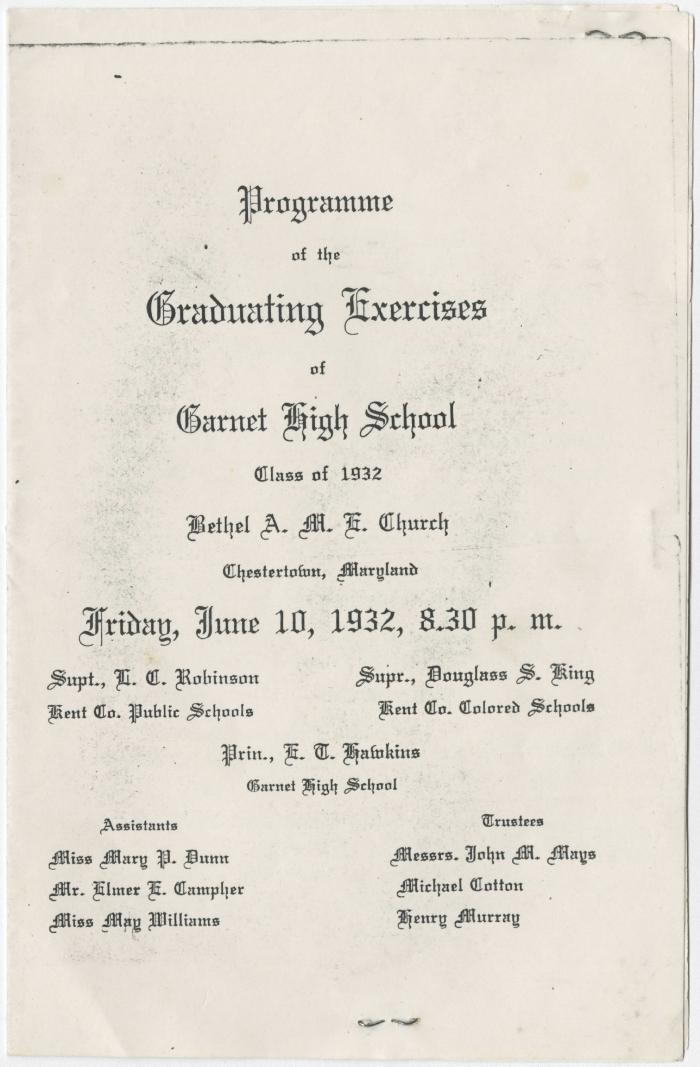 Programme
of the
Graduating Exercises
of
Garnet High School
Class of 1932
Bethel A. M. E. Church
Chestertown, Maryland
Friday, June 10, 1932, 8.30 p. m.
Supt., L. C. Robinson
Kent Co. Public Schools
Supr., Douglass S. King
Kent Co. Colored Schools
Prin., E. T. Hawkins
Garnet High School
Assistants
Miss Mary P. Dunn
Mr. Elmer E. Campher
Miss May Williams
Trustees
Messrs. John M. Mays
Michael Cotton
Henry Murray